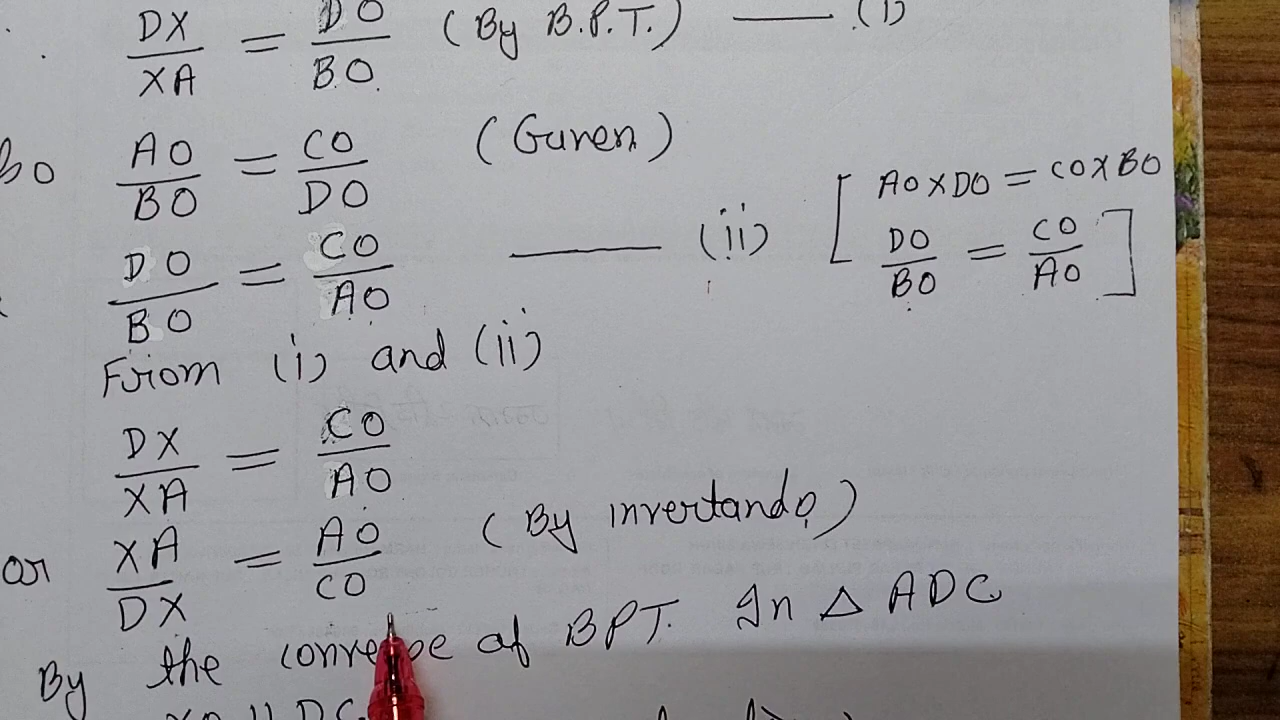 DX/XA = DO/BO (By B.P.T.) —— (i)
AO/BO = CO/DO (Given)
DO/BO = CO/AO —— (ii) [AO×DO = CO×BO
DO/BO = CO/AO]
From (i) and (ii)
DX/XA = CO/AO
or XA/DX = AO/CO (By invertando)
By the converse of BPT. In △ ADC
XO || DC.